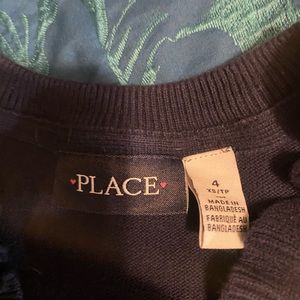 PLACE
4
XS/TP
MADE IN
BANGLADESH
FABRIQUÉ AU
BANGLADESH